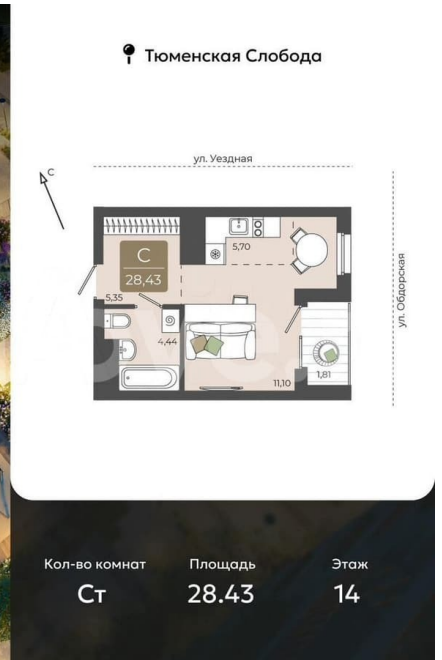 Тюменская Слобода
ул. Уездная
С
С
28,43
5,70
5,35
4,44
11,10
1,81
ул. Обдорская
Кол-во комнат
Площадь
Этаж
Ст
28.43
14